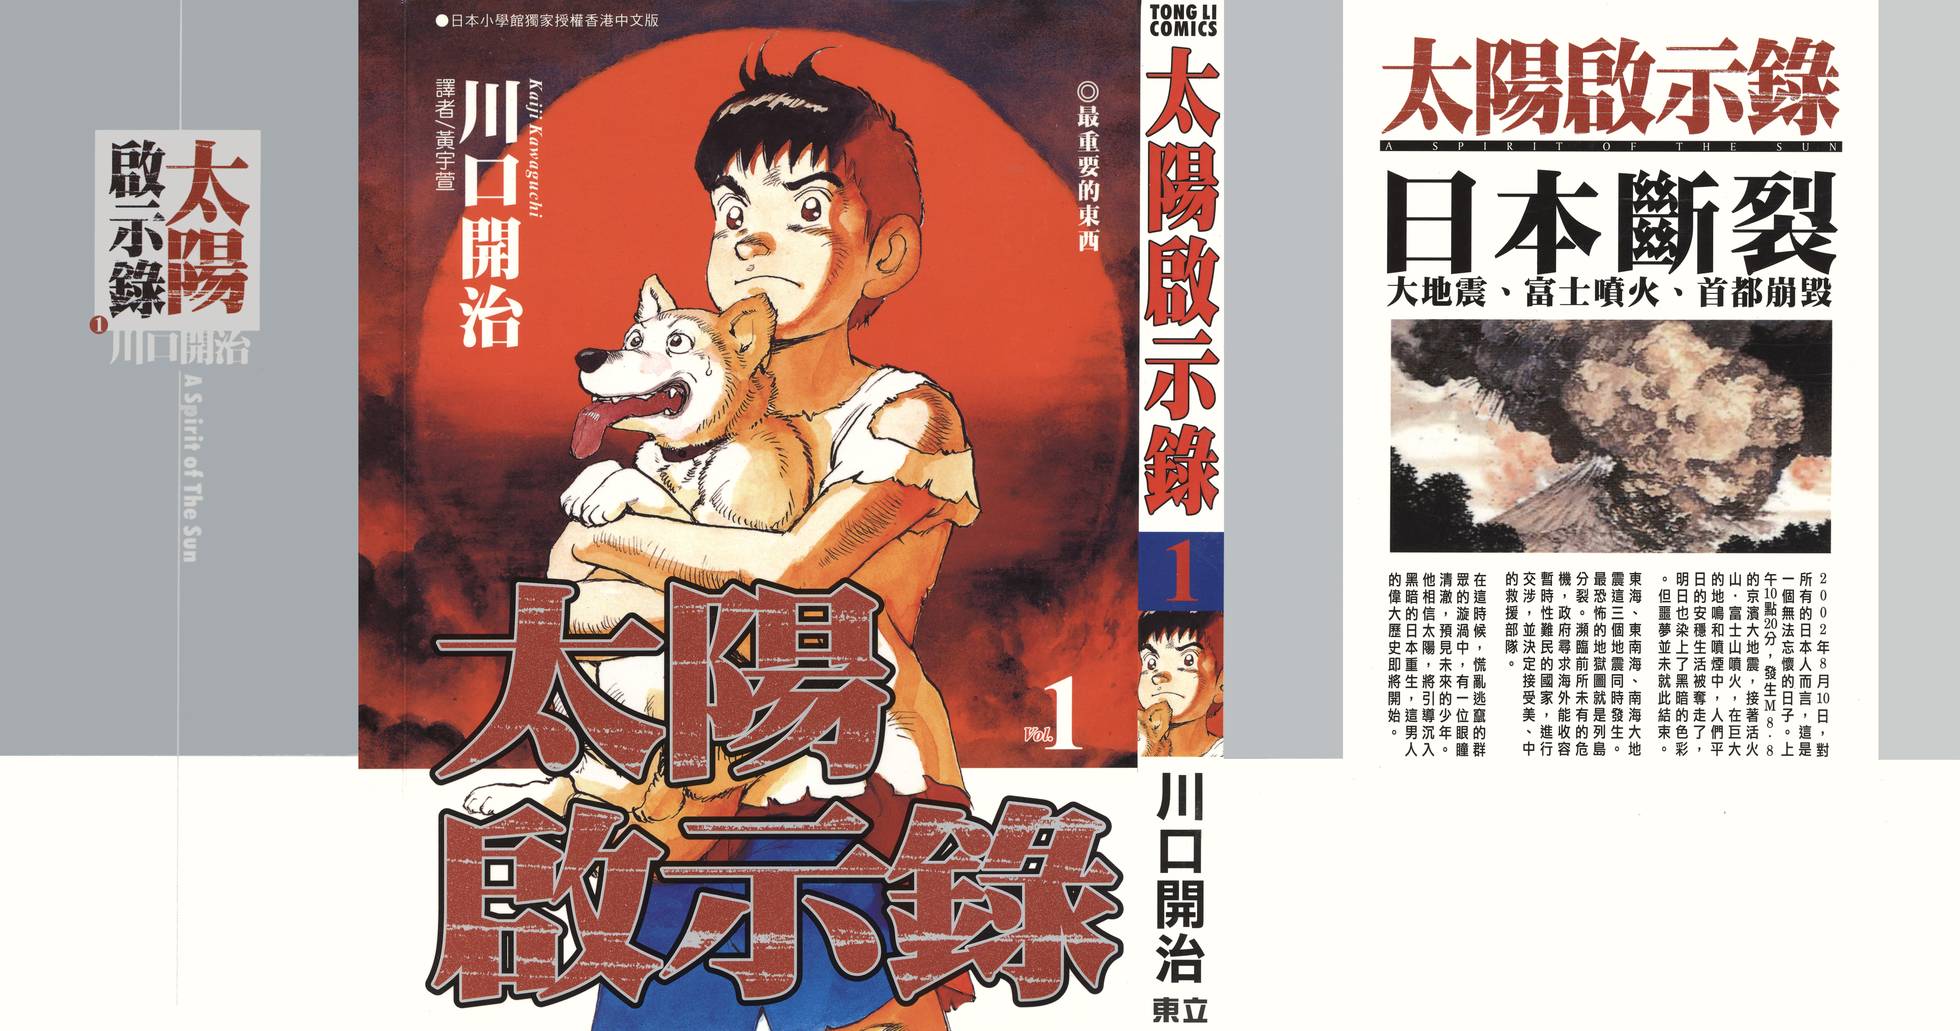 太陽
啟示錄
1
川口開治
A Spirit of The Sun
●日本小學館獨家授權香港中文版
◎最重要的東西
Kaiji Kawaguchi
川口開治
譯者/黃宇萱
Vol.1
太陽
啟示錄
TONG LI
COMICS
太陽啟示錄
1
川口開治
東立
太陽啟示錄
A SPIRIT OF THE SUN
日本斷裂
大地震、富士噴火、首都崩毀
2002年8月10日，對
所有的日本人而言，這是
一個無法忘懷的日子。上
午10點20分，發生M8.8
的京濱大地震，接著活火
山．富士山噴火，在巨大
的地鳴和噴煙中，人們平
日的安穩生活被奪走了，
明日也染上了黑暗的色彩
。但噩夢並未就此結束。
東海、東南海、南海大地
震這三個地震同時發生。
最恐怖的地獄圖就是列島
分裂。瀕臨前所未有的危
機，政府尋求海外能收容
暫時性難民的國家，進行
交涉，並決定接受美、中
的救援部隊。
在這時候，慌亂逃竄的群
眾的漩渦中，有一位眼瞳
清澈，預見未來的少年。
他相信太陽，將引導沉入
黑暗的日本重生，這男人
的偉大歷史即將開始。